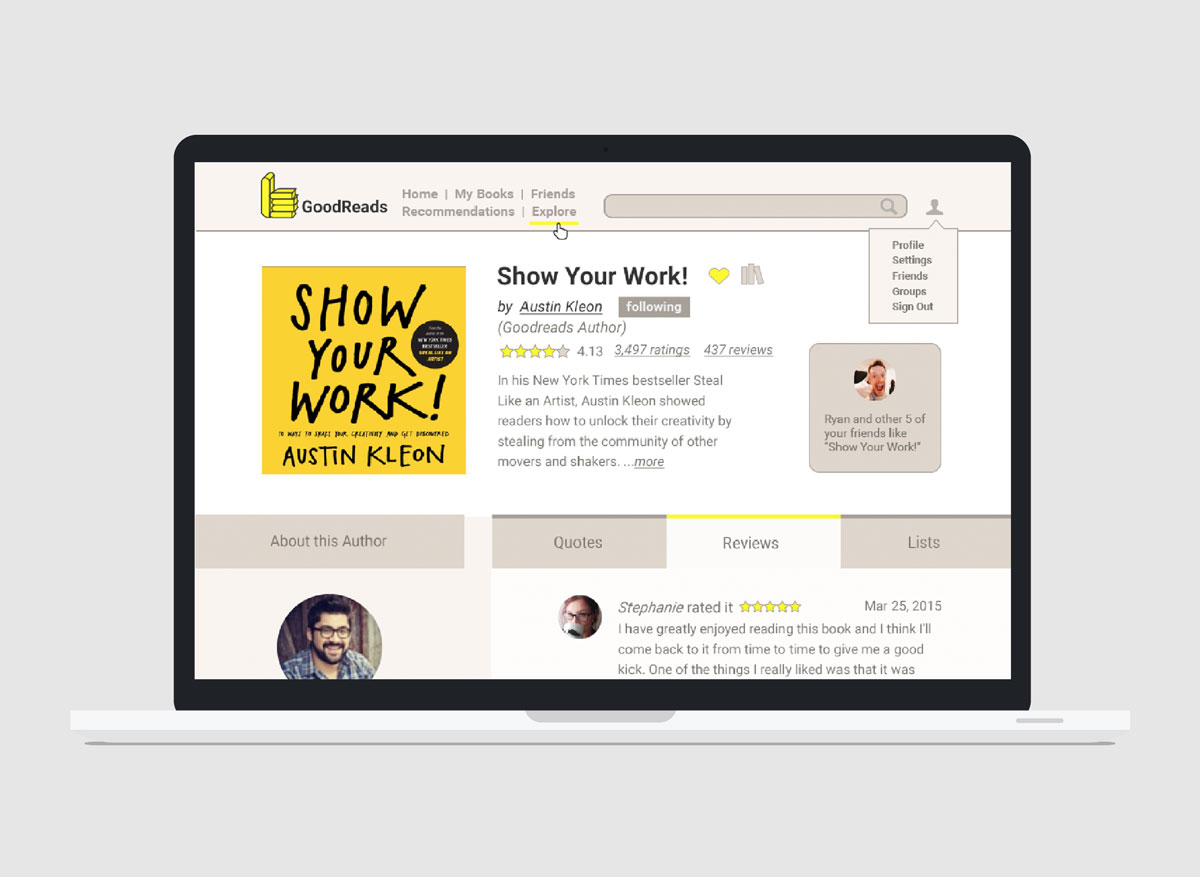 GoodReads
Home | My Books | Friends
Recommendations | Explore
Profile
Settings
Friends
Groups
Sign Out
SHOW
YOUR
WORK!
From the
author of the
NEW YORK TIMES
BESTSELLER
STEAL LIKE AN
ARTIST
10 WAYS TO SHARE YOUR CREATIVITY AND GET DISCOVERED
AUSTIN KLEON
Show Your Work!
by Austin Kleon following
(Goodreads Author)
4.13 3,497 ratings 437 reviews
In his New York Times bestseller Steal
Like an Artist, Austin Kleon showed
readers how to unlock their creativity by
stealing from the community of other
movers and shakers. ...more
Ryan and other 5 of
your friends like
“Show Your Work!”
About this Author
Quotes
Reviews
Lists
Stephanie rated it
Mar 25, 2015
I have greatly enjoyed reading this book and I think I'll
come back to it from time to time to give me a good
kick. One of the things I really liked was that it was